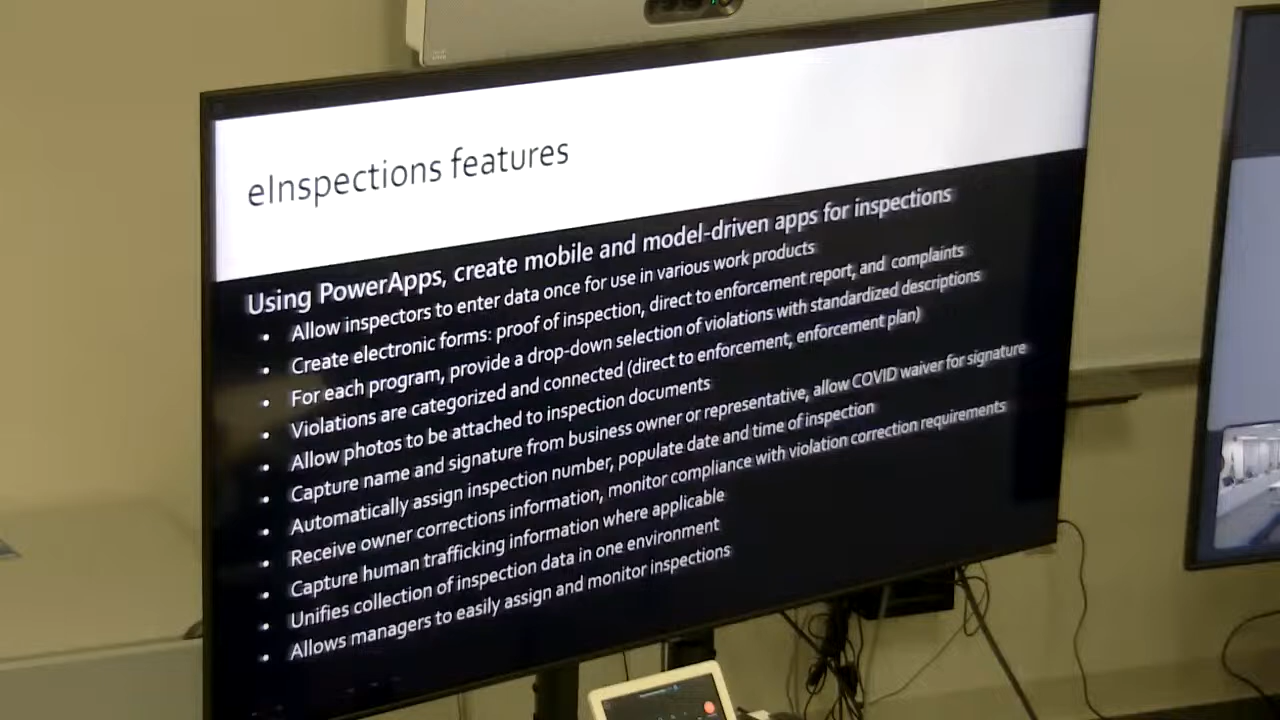 eInspections features
Using PowerApps, create mobile and model-driven apps for inspections
• Allow inspectors to enter data once for use in various work products
• Create electronic forms: proof of inspection, direct to enforcement report, and complaints
• For each program, provide a drop-down selection of violations with standardized descriptions
• Violations are categorized and connected (direct to enforcement, enforcement plan)
• Allow photos to be attached to inspection documents
• Capture name and signature from business owner or representative, allow COVID waiver for signature
• Automatically assign inspection number, populate date and time of inspection
• Receive owner corrections information, monitor compliance with violation correction requirements
• Capture human trafficking information where applicable
• Unifies collection of inspection data in one environment
• Allows managers to easily assign and monitor inspections